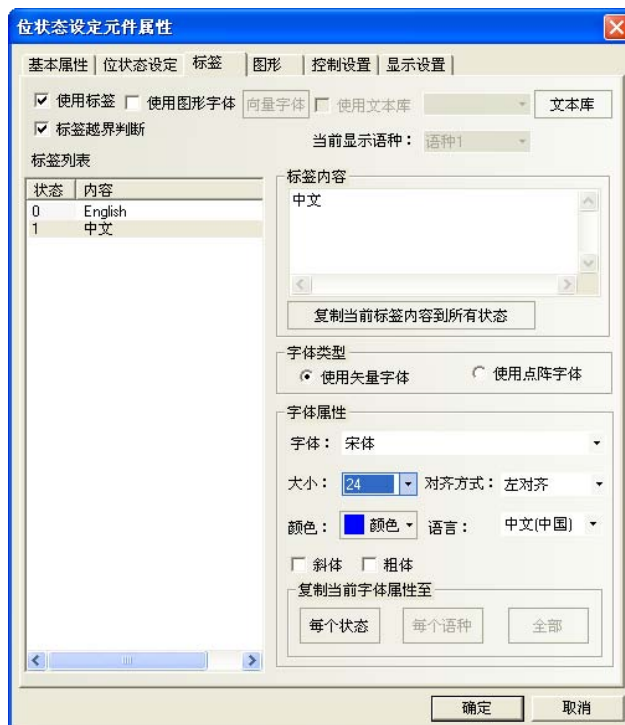 位状态设定元件属性
基本属性 位状态设定 标签 图形 控制设置 显示设置
使用标签 使用图形字体 向量字体 使用文本库 文本库
标签越界判断 当前显示语种： 语种1
标签列表
状态 内容
0 English
1 中文
标签内容
中文
复制当前标签内容到所有状态
字体类型
使用矢量字体 使用点阵字体
字体属性
字体： 宋体
大小： 24 对齐方式： 左对齐
颜色： 颜色 语言： 中文(中国)
斜体 粗体
复制当前字体属性至
每个状态 每个语种 全部
确定 取消